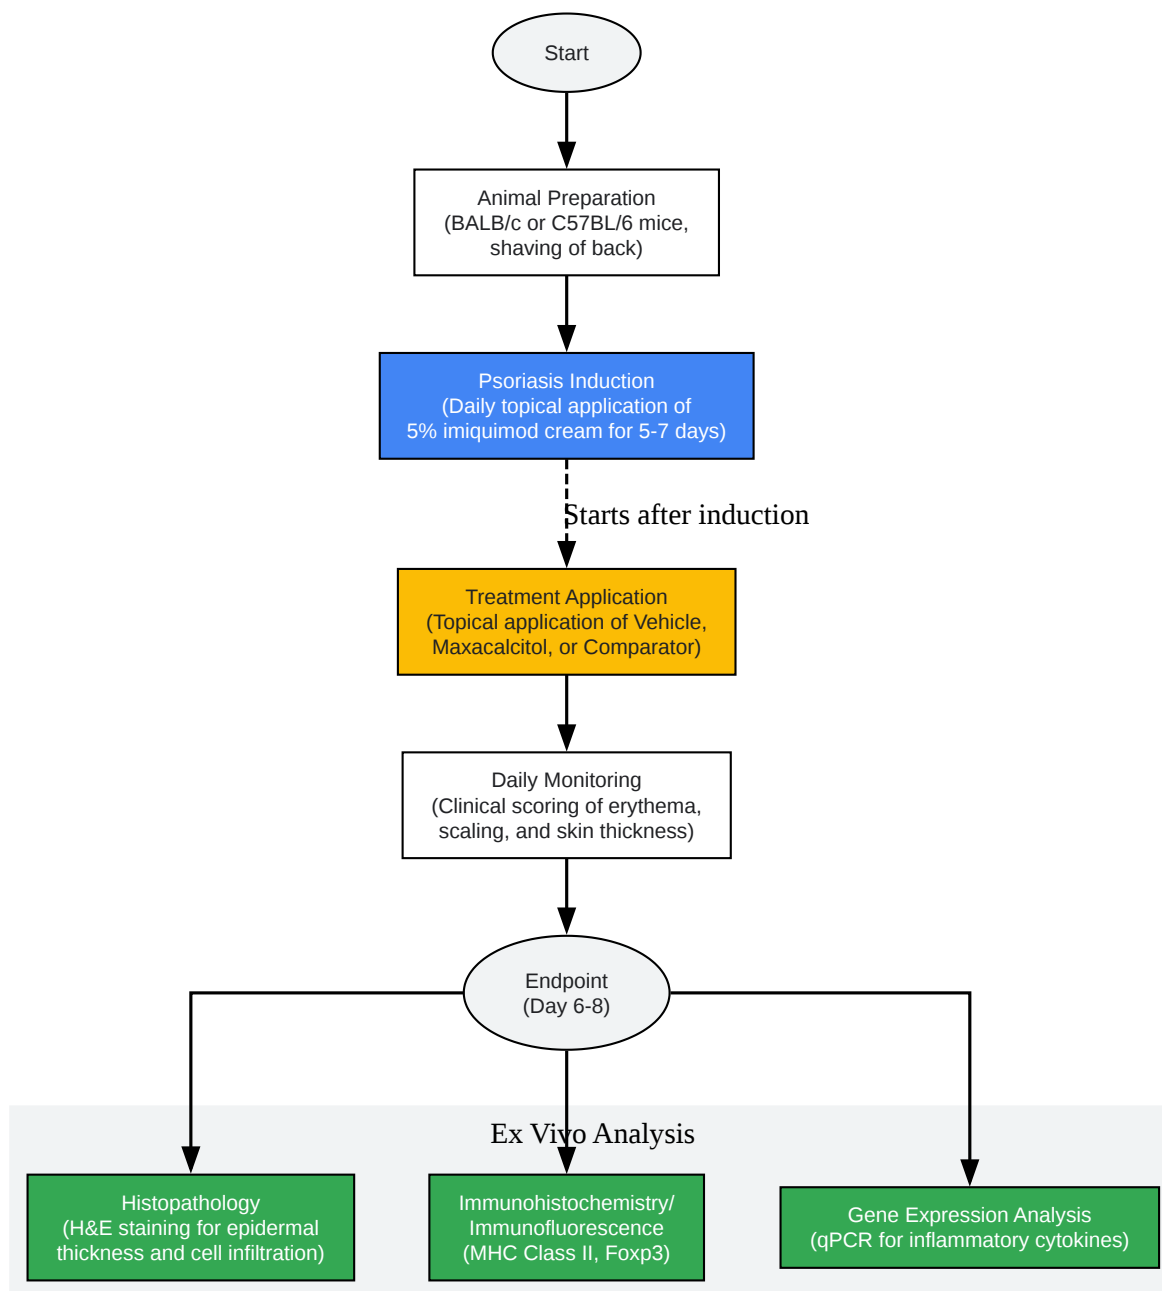 Start
Animal Preparation
(BALB/c or C57BL/6 mice,
shaving of back)
Psoriasis Induction
(Daily topical application of
5% imiquimod cream for 5-7 days)
Starts after induction
Treatment Application
(Topical application of Vehicle,
Maxacalcitol, or Comparator)
Daily Monitoring
(Clinical scoring of erythema,
scaling, and skin thickness)
Endpoint
(Day 6-8)
Ex Vivo Analysis
Histopathology
(H&E staining for epidermal
thickness and cell infiltration)
Immunohistochemistry/
Immunofluorescence
(MHC Class II, Foxp3)
Gene Expression Analysis
(qPCR for inflammatory cytokines)